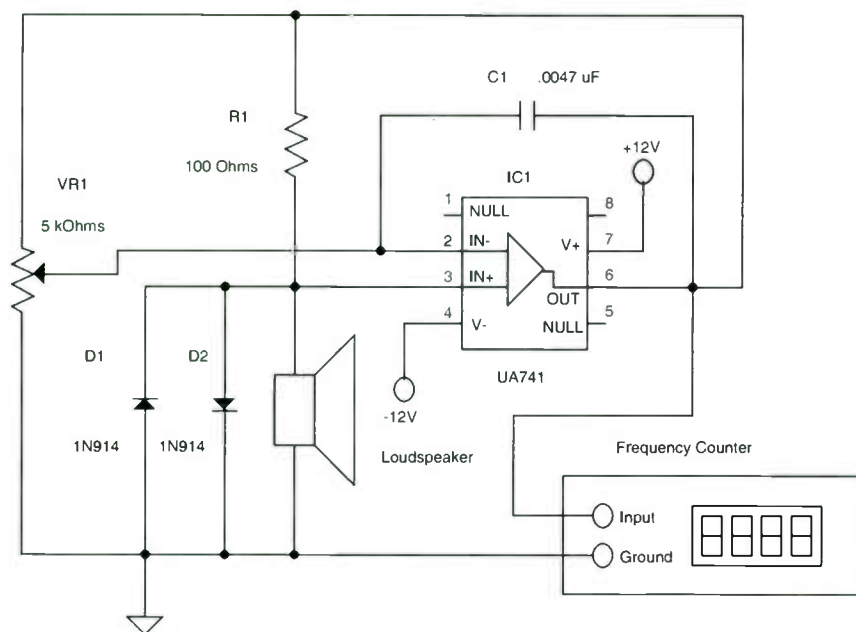 C1 .0047 uF
R1
100 Ohms
+12V
IC1
VR1
5 kOhms
1 NULL 8
2 IN- V+ 7
3 IN+ OUT 6
4 V- NULL 5
UA741
-12V
D1 D2
1N914 1N914
Loudspeaker
Frequency Counter
Input
Ground
8888